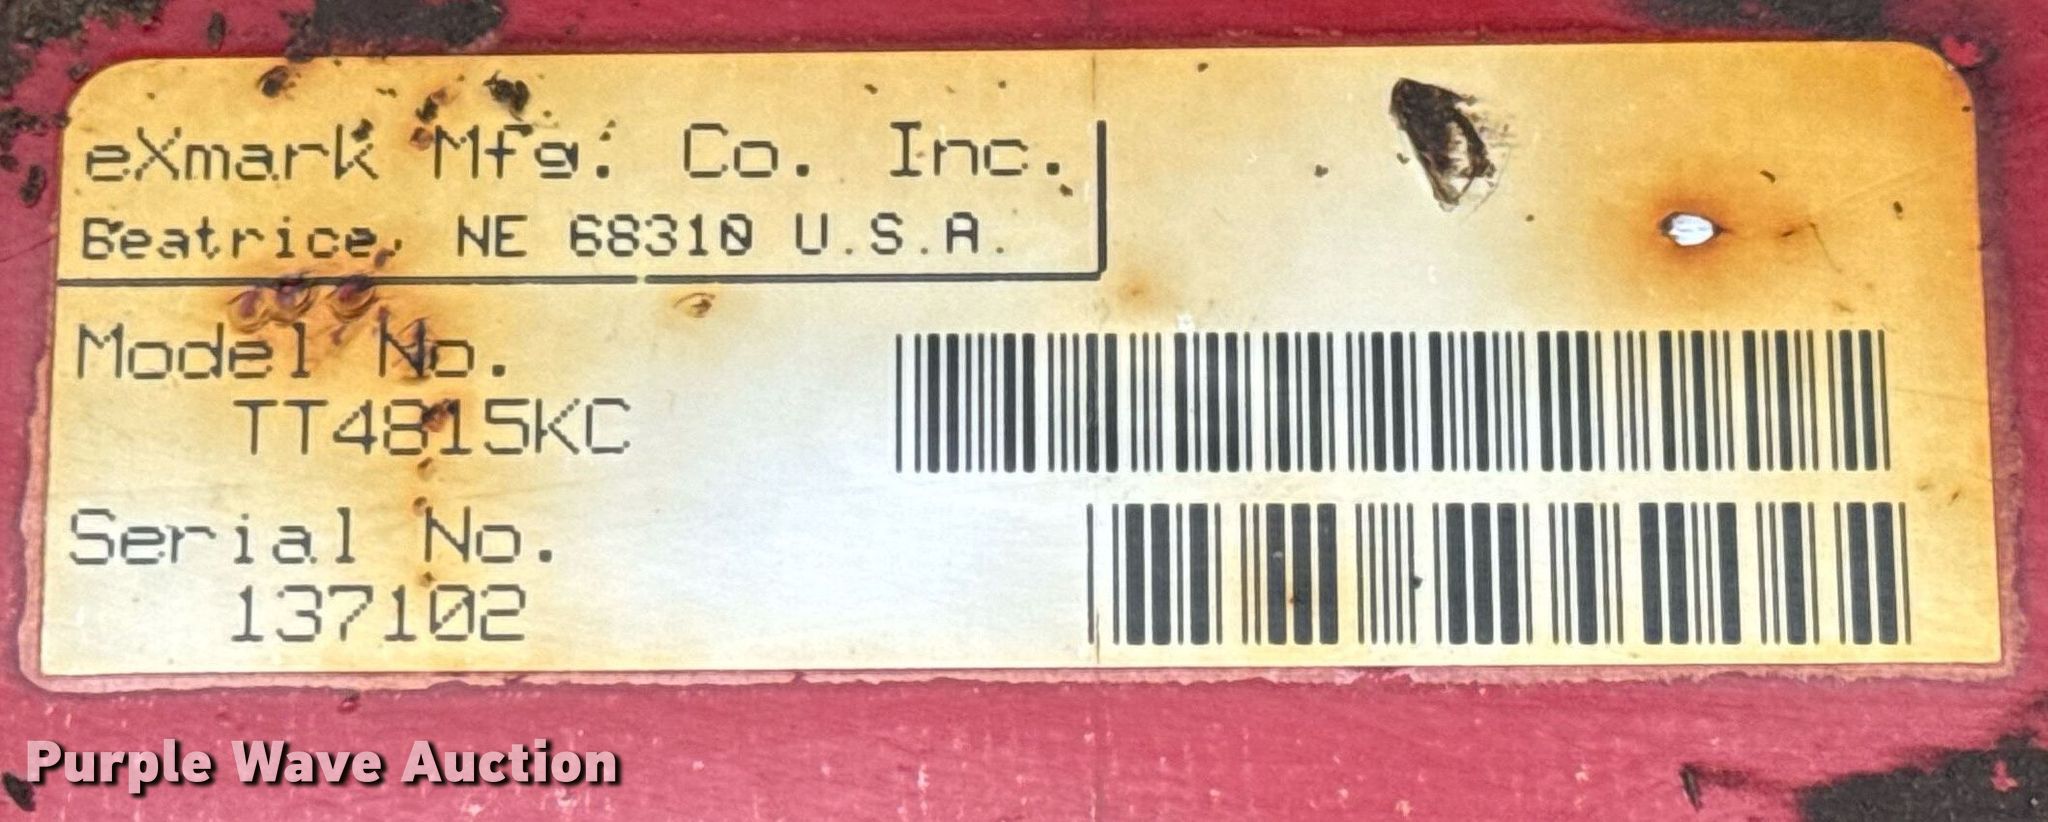 eXmark Mfg. Co. Inc.
Beatrice, NE 68310 U.S.A.
Model No.
TT4815KC
Serial No.
137102
Purple Wave Auction